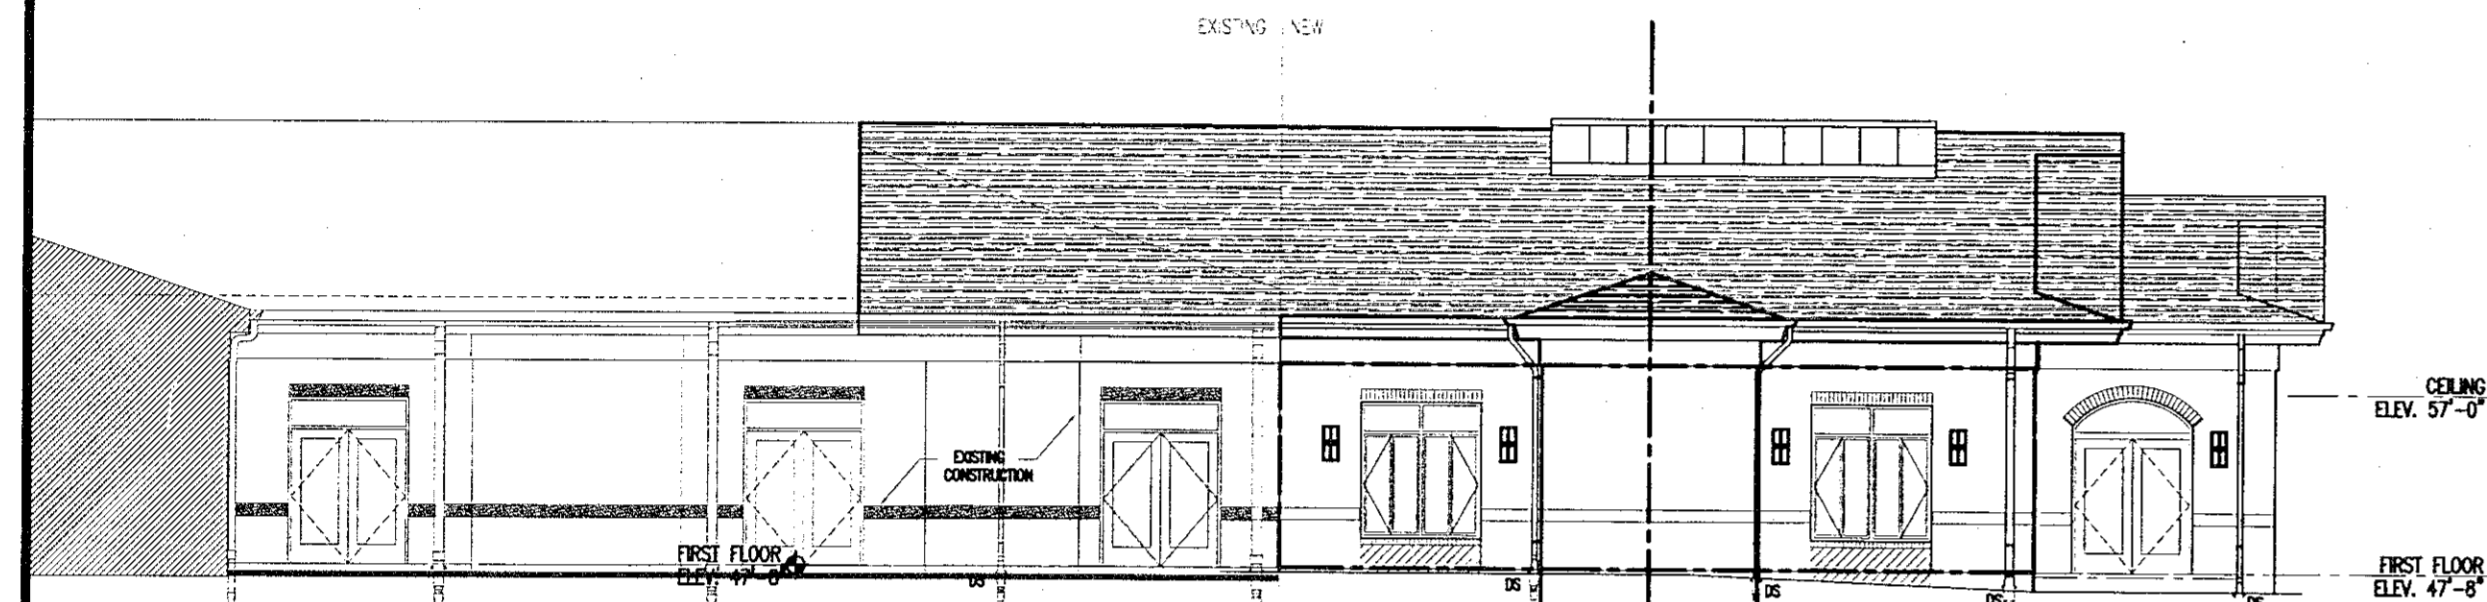 EXISTING NEW
CEILING
ELEV. 57'-0"
EXISTING
CONSTRUCTION
FIRST FLOOR
ELEV. 47'-8"
DS
DS
DS
DS
DS
FIRST FLOOR
ELEV. 47'-8"